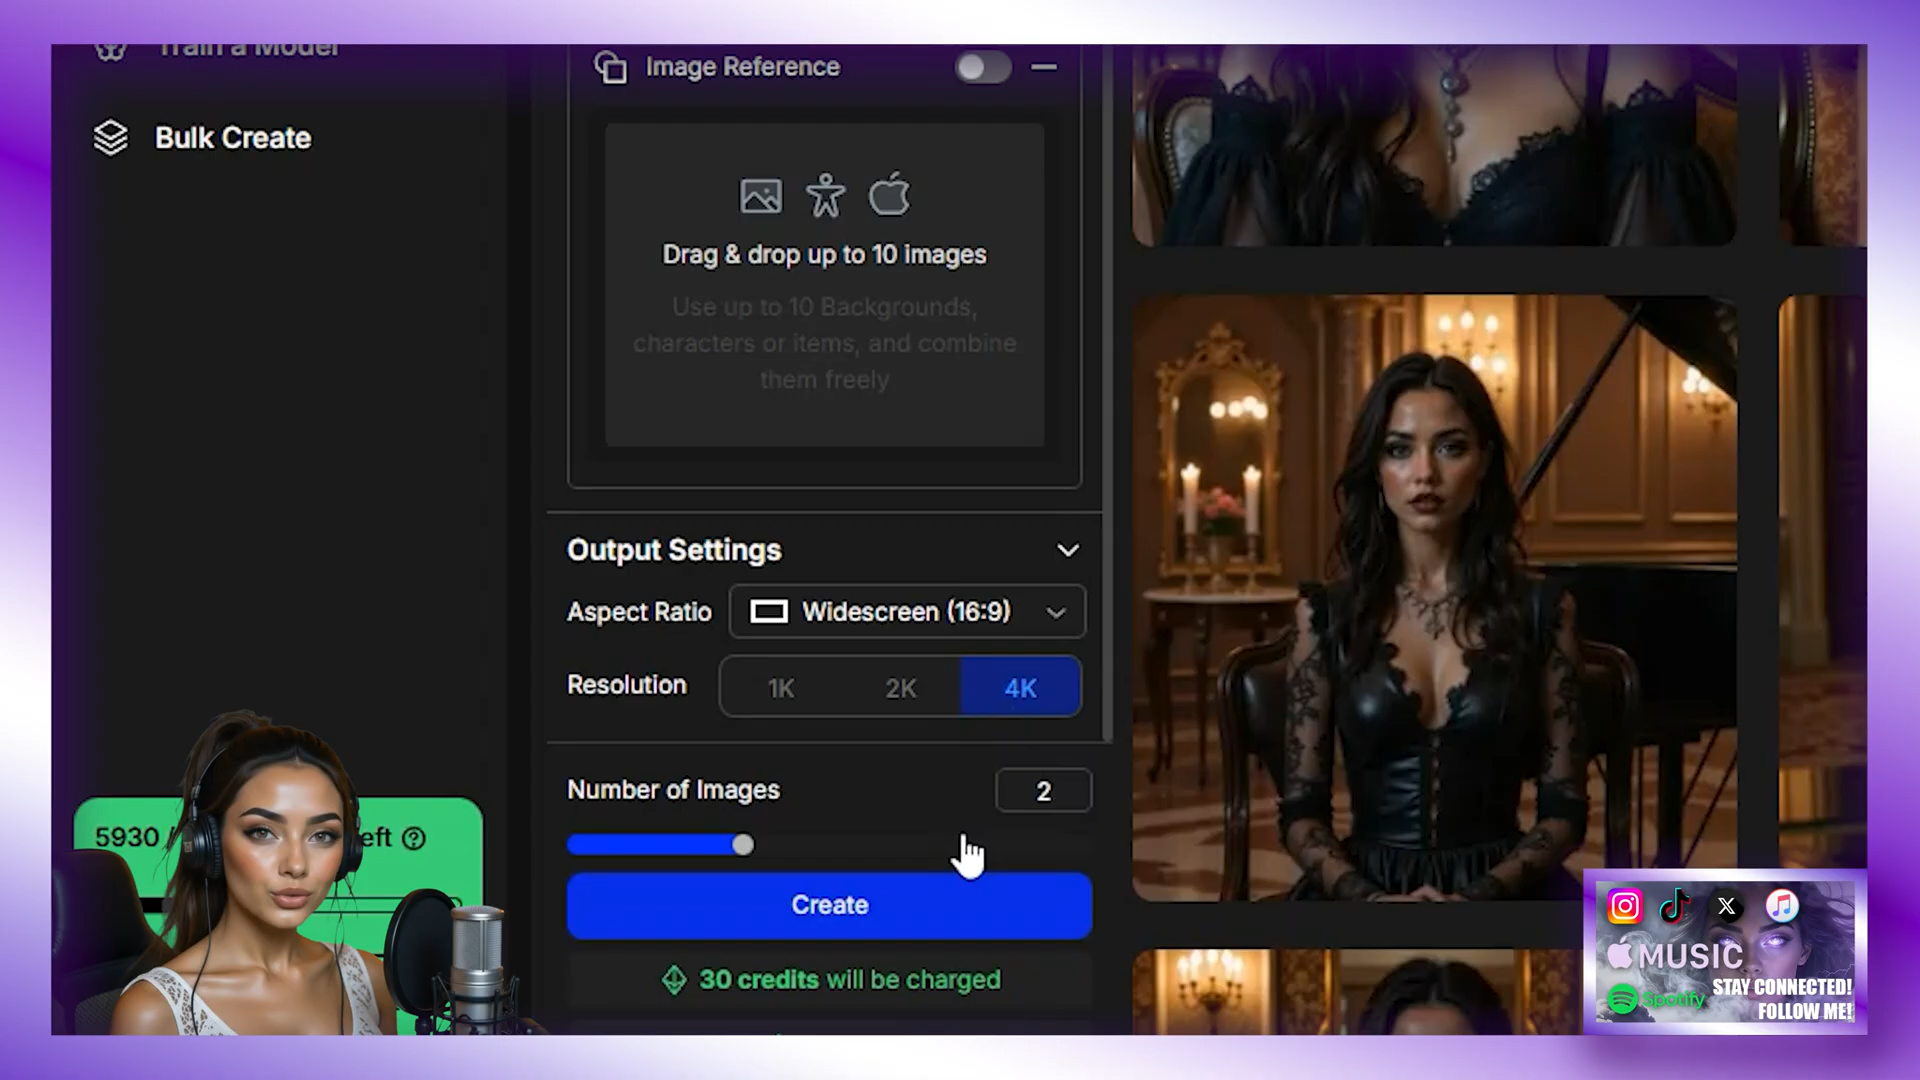 Train a Model
Bulk Create
Image Reference
Drag & drop up to 10 images
Use up to 10 Backgrounds,
characters or items, and combine
them freely
Output Settings
Aspect Ratio
Widescreen (16:9)
Resolution
1K
2K
4K
Number of Images
2
Create
30 credits will be charged
5930 /
eft
MUSIC
Spotify
STAY CONNECTED!
FOLLOW ME!